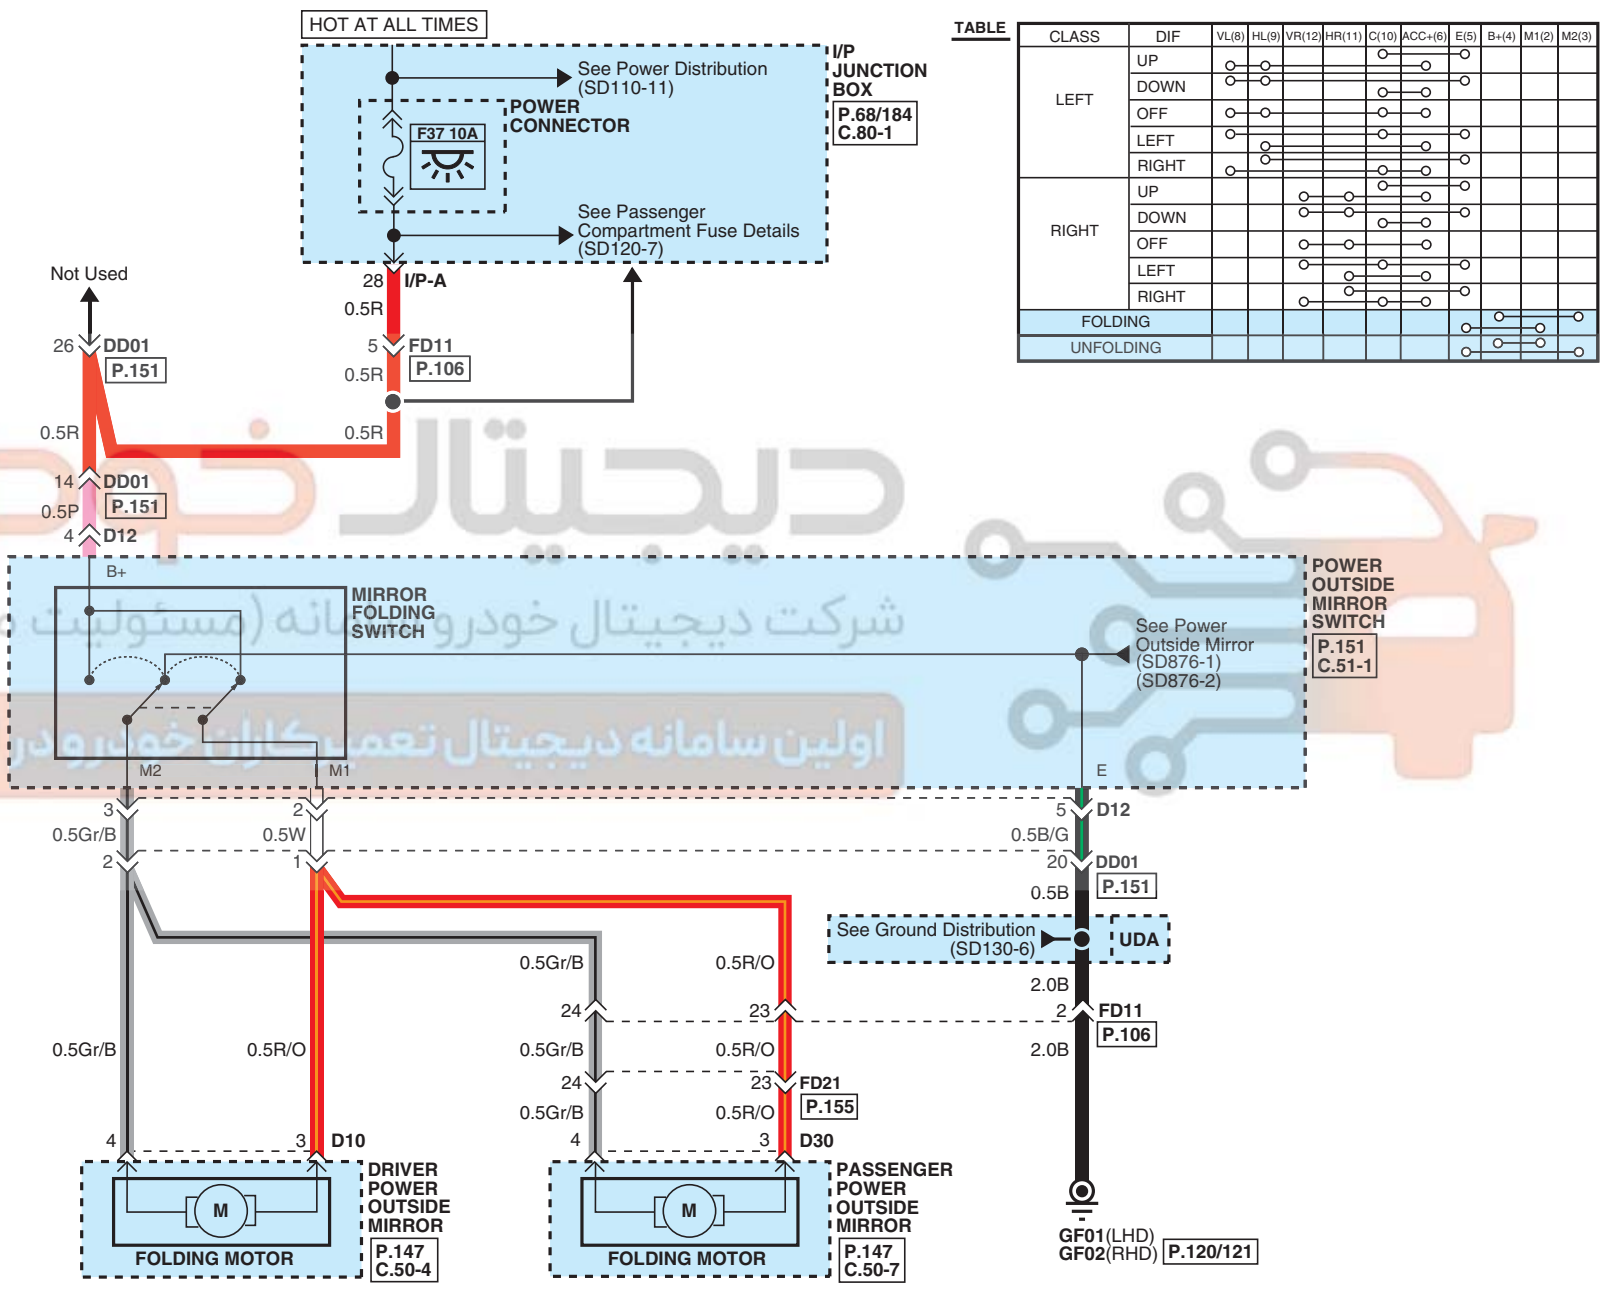 HOT AT ALL TIMES
See Power Distribution
(SD110-11)
POWER
CONNECTOR
F37 10A
See Passenger
Compartment Fuse Details
(SD120-7)
I/P
JUNCTION
BOX
P.68/184
C.80-1
TABLE
CLASS DIF VL(8) HL(9) VR(12) HR(11) C(10) ACC+(6) E(5) B+(4) M1(2) M2(3)
LEFT
UP
DOWN
OFF
LEFT
RIGHT
RIGHT
UP
DOWN
OFF
LEFT
RIGHT
FOLDING
UNFOLDING
Not Used
28 I/P-A
0.5R
26 DD01
P.151
5 FD11
P.106
0.5R
0.5R
0.5R
14 DD01
P.151
0.5P
4 D12
دیجیتال خود
شرکت دیجیتال خودرو سامانه (مسئولیت
اولین سامانه دیجیتال تعمیرکاران خودرو در
B+
MIRROR
FOLDING
SWITCH
M2
M1
See Power
Outside Mirror
(SD876-1)
(SD876-2)
E
POWER
OUTSIDE
MIRROR
SWITCH
P.151
C.51-1
3
2
5 D12
0.5Gr/B
0.5W
0.5B/G
2
1
20 DD01
P.151
0.5B
See Ground Distribution
(SD130-6)
UDA
0.5Gr/B
0.5R/O
2.0B
24
23
2 FD11
P.106
0.5Gr/B
0.5R/O
0.5Gr/B
0.5R/O
2.0B
24
23 FD21
P.155
0.5Gr/B
0.5R/O
4
3 D10
4
3 D30
M
FOLDING MOTOR
DRIVER
POWER
OUTSIDE
MIRROR
P.147
C.50-4
M
FOLDING MOTOR
PASSENGER
POWER
OUTSIDE
MIRROR
P.147
C.50-7
GF01(LHD)
GF02(RHD)
P.120/121